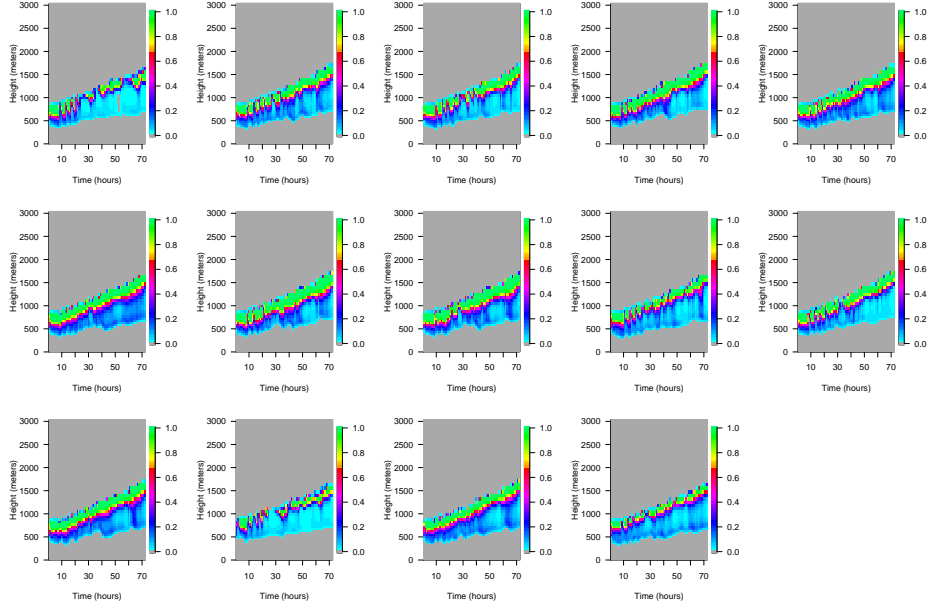 3000 1.0 3000 1.0 3000 1.0 3000 1.0 3000 1.0
2500 0.8 2500 0.8 2500 0.8 2500 0.8 2500 0.8
2000 0.6 2000 0.6 2000 0.6 2000 0.6 2000 0.6
Height (meters) Height (meters) Height (meters) Height (meters) Height (meters)
1500 0.4 1500 0.4 1500 0.4 1500 0.4 1500 0.4
1000 0.2 1000 0.2 1000 0.2 1000 0.2 1000 0.2
500 0.0 500 0.0 500 0.0 500 0.0 500 0.0
0 0 0 0 0
10 30 50 70 10 30 50 70 10 30 50 70 10 30 50 70 10 30 50 70
Time (hours) Time (hours) Time (hours) Time (hours) Time (hours)
3000 1.0 3000 1.0 3000 1.0 3000 1.0 3000 1.0
2500 0.8 2500 0.8 2500 0.8 2500 0.8 2500 0.8
2000 0.6 2000 0.6 2000 0.6 2000 0.6 2000 0.6
Height (meters) Height (meters) Height (meters) Height (meters) Height (meters)
1500 0.4 1500 0.4 1500 0.4 1500 0.4 1500 0.4
1000 0.2 1000 0.2 1000 0.2 1000 0.2 1000 0.2
500 0.0 500 0.0 500 0.0 500 0.0 500 0.0
0 0 0 0 0
10 30 50 70 10 30 50 70 10 30 50 70 10 30 50 70 10 30 50 70
Time (hours) Time (hours) Time (hours) Time (hours) Time (hours)
3000 1.0 3000 1.0 3000 1.0 3000 1.0
2500 0.8 2500 0.8 2500 0.8 2500 0.8
2000 0.6 2000 0.6 2000 0.6 2000 0.6
Height (meters) Height (meters) Height (meters) Height (meters)
1500 0.4 1500 0.4 1500 0.4 1500 0.4
1000 0.2 1000 0.2 1000 0.2 1000 0.2
500 0.0 500 0.0 500 0.0 500 0.0
0 0 0 0
10 30 50 70 10 30 50 70 10 30 50 70 10 30 50 70
Time (hours) Time (hours) Time (hours) Time (hours)